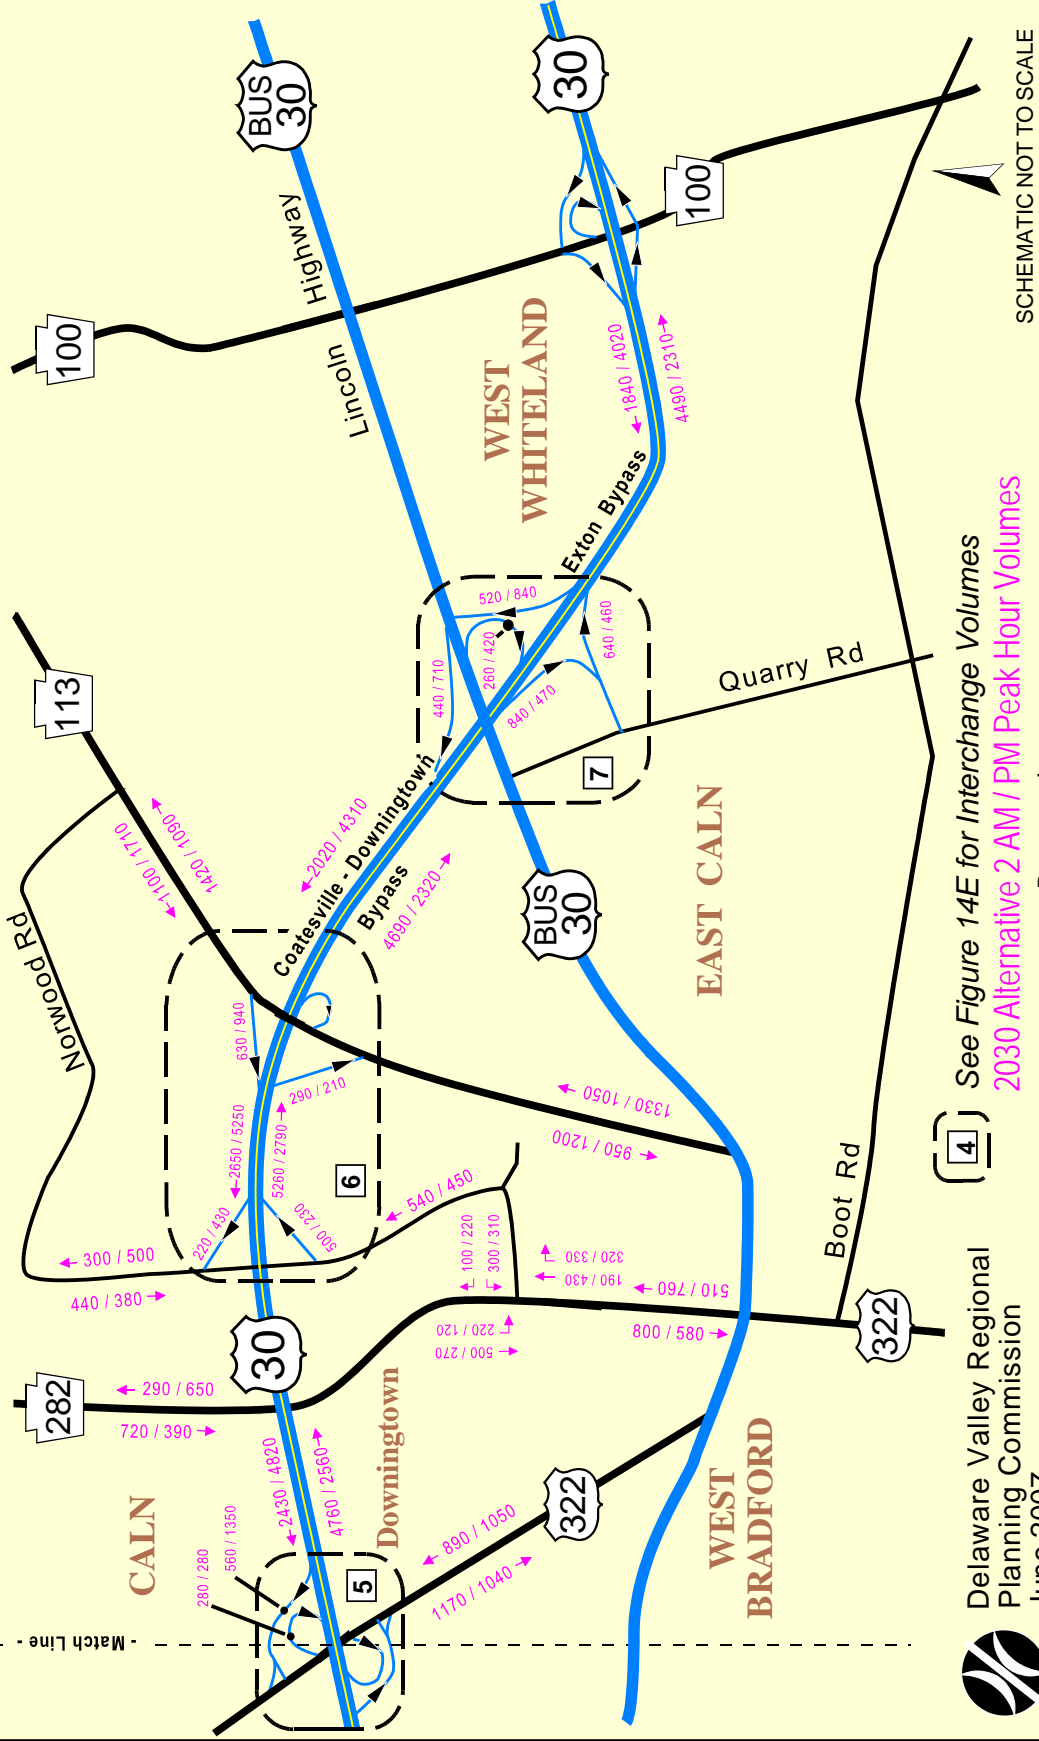 BUS
30
30
100
100
113
282
30
BUS
30
322
322
Lincoln
Highway
WEST
WHITELAND
←1840 / 4020
4490 / 2310→
Exton Bypass
520 / 840
440 / 710
260 / 420
840 / 470
640 / 460
7
Quarry Rd
Coatesville - Downingtown
Bypass
←2020 / 4310
4690 / 2320→
←1100 / 1710
1420 / 1090→
Norwood Rd
EAST CALN
630 / 940
290 / 210
←2650 / 5250
5260 / 2790→
6
220 / 430
500 / 230
← 300 / 500
440 / 380 →
← 540 / 450
1330 / 1050
950 / 1200
100 / 220
300 / 310
320 / 330
190 / 430
220 / 120
500 / 270
510 / 760
800 / 580 →
Boot Rd
← 290 / 650
720 / 390 →
CALN
Downingtown
←2430 / 4820
4760 / 2560→
280 / 280
560 / 1350
5
← 890 / 1050
1170 / 1040 →
WEST
BRADFORD
- Match Line -
SCHEMATIC NOT TO SCALE
4
See Figure 14E for Interchange Volumes
2030 Alternative 2 AM / PM Peak Hour Volumes
Delaware Valley Regional
Planning Commission
June 2007